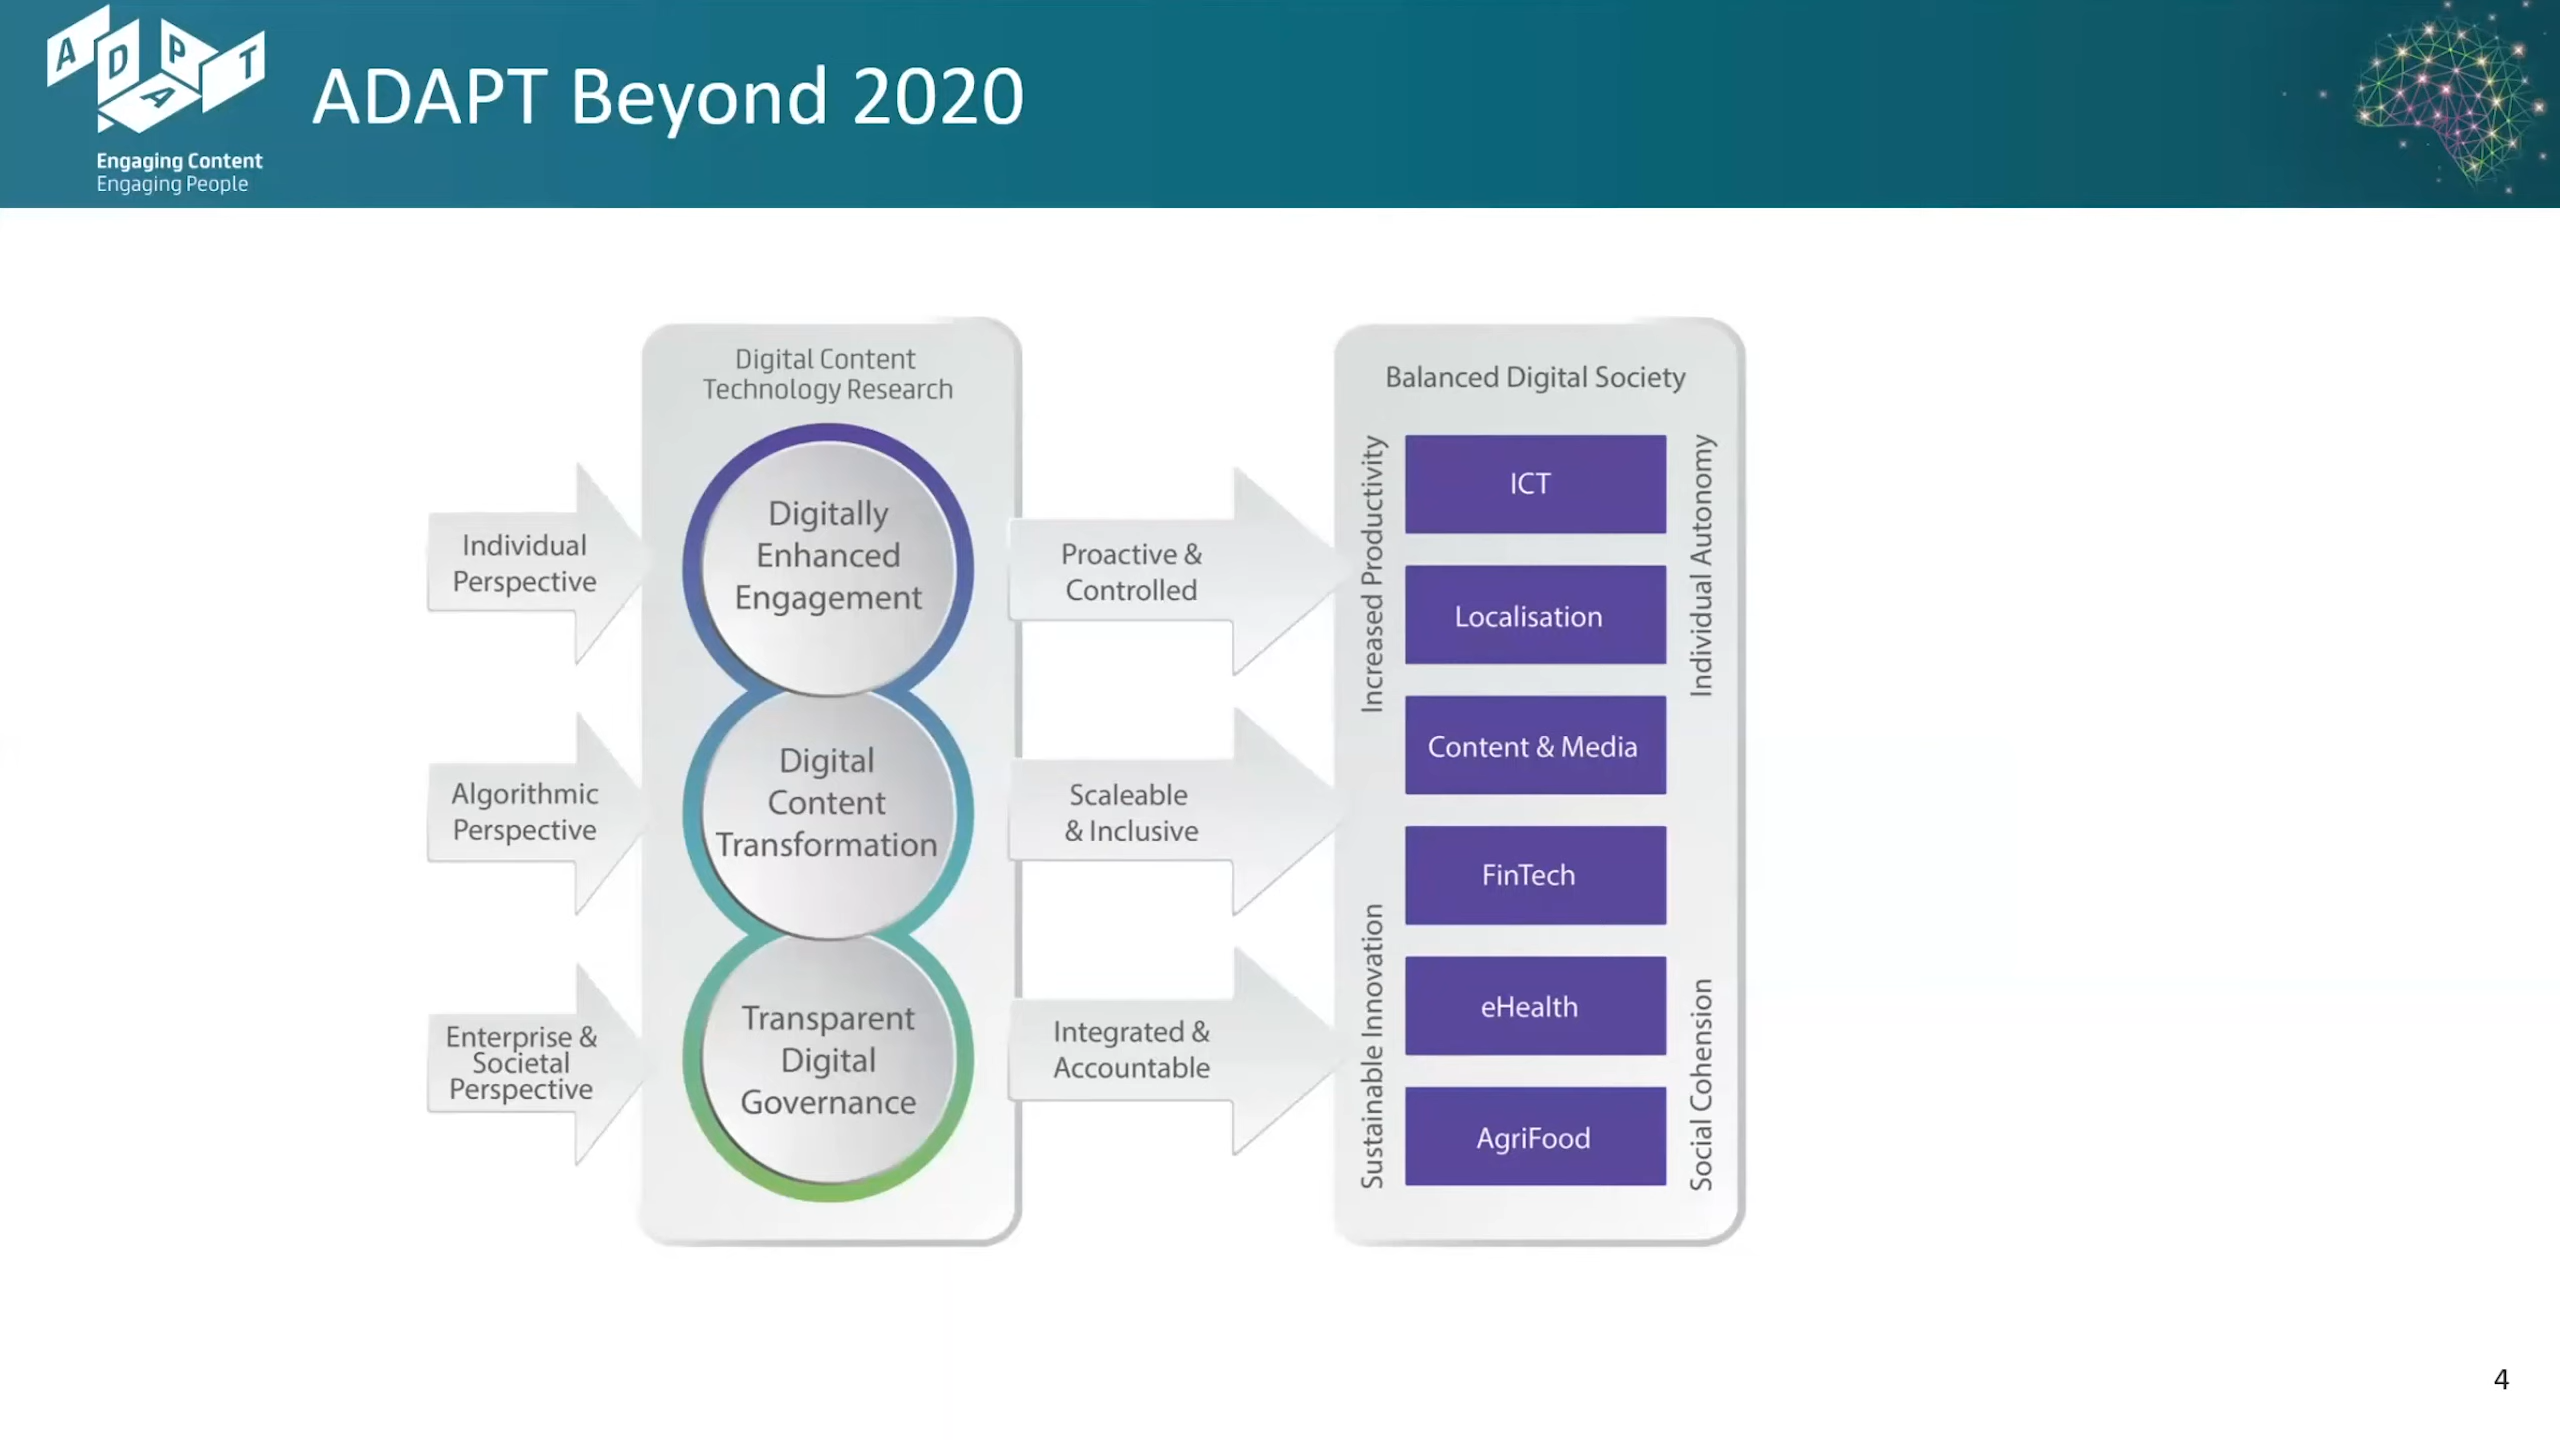 ADAPT
Engaging Content
Engaging People
ADAPT Beyond 2020
Individual
Perspective
Algorithmic
Perspective
Enterprise &
Societal
Perspective
Digital Content
Technology Research
Digitally
Enhanced
Engagement
Digital
Content
Transformation
Transparent
Digital
Governance
Proactive &
Controlled
Scaleable
& Inclusive
Integrated &
Accountable
Balanced Digital Society
Increased Productivity
Sustainable Innovation
ICT
Localisation
Content & Media
FinTech
eHealth
AgriFood
Individual Autonomy
Social Cohension
4